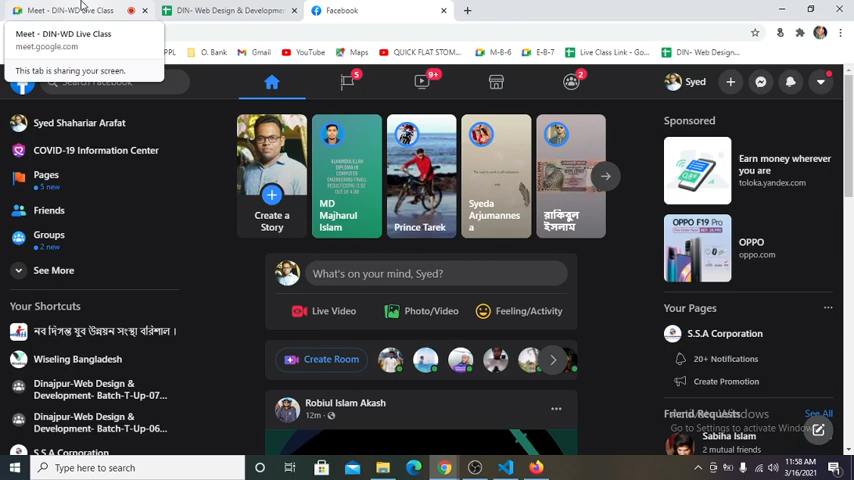 Meet - DIN-WD Live Class
DIN- Web Design & Developmen
Facebook
Meet - DIN-WD Live Class
meet.google.com
This tab is sharing your screen.
PPL
O. Bank
G. Mail
YouTube
Maps
QUICK FLAT STOM...
M-B-6
E-B-7
Live Class Link - Go...
DIN- Web Design...
Search Facebook
5
9+
2
Syed
Syed Shahariar Arafat
COVID-19 Information Center
Pages
5 new
Friends
Groups
2 new
See More
Your Shortcuts
নব দিগন্ত যুব উন্নয়ন সংস্থা বরিশাল ।
Wiseling Bangladesh
Dinajpur-Web Design &
Development- Batch-T-Up-07...
Dinajpur-Web Design &
Development- Batch-T-Up-06...
S.S.A Corporation
Create a
Story
MD
Majharul
Islam
Prince Tarek
Syeda
Arjumannes
a
রাকিবুল
ইসলাম
What's on your mind, Syed?
Live Video
Photo/Video
Feeling/Activity
Create Room
Robiul Islam Akash
12m
Sponsored
Earn money wherever
you are
toloka.yandex.com
OPPO F19 Pro
OPPO
oppo.com
Your Pages
S.S.A Corporation
20+ Notifications
Create Promotion
Friend Requests
See All
Go to Settings to activate Windows.
Sabiha Islam
2 mutual friends
Type here to search
11:58 AM
3/16/2021